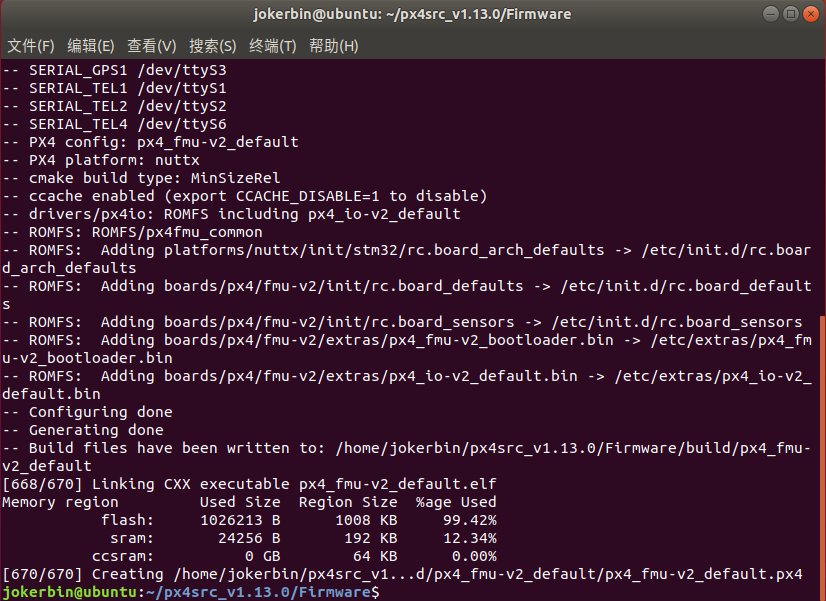 jokerbin@ubuntu: ~/px4src_v1.13.0/Firmware
文件(F) 编辑(E) 查看(V) 搜索(S) 终端(T) 帮助(H)
-- SERIAL_GPS1 /dev/ttyS3
-- SERIAL_TEL1 /dev/ttyS1
-- SERIAL_TEL2 /dev/ttyS2
-- SERIAL_TEL4 /dev/ttyS6
-- PX4 config: px4_fmu-v2_default
-- PX4 platform: nuttx
-- cmake build type: MinSizeRel
-- ccache enabled (export CCACHE_DISABLE=1 to disable)
-- drivers/px4io: ROMFS including px4_io-v2_default
-- ROMFS: ROMFS/px4fmu_common
-- ROMFS:  Adding platforms/nuttx/init/stm32/rc.board_arch_defaults -> /etc/init.d/rc.boar
d_arch_defaults
-- ROMFS:  Adding boards/px4/fmu-v2/init/rc.board_defaults -> /etc/init.d/rc.board_default
s
-- ROMFS:  Adding boards/px4/fmu-v2/init/rc.board_sensors -> /etc/init.d/rc.board_sensors
-- ROMFS:  Adding boards/px4/fmu-v2/extras/px4_fmu-v2_bootloader.bin -> /etc/extras/px4_fm
u-v2_bootloader.bin
-- ROMFS:  Adding boards/px4/fmu-v2/extras/px4_io-v2_default.bin -> /etc/extras/px4_io-v2_
default.bin
-- Configuring done
-- Generating done
-- Build files have been written to: /home/jokerbin/px4src_v1.13.0/Firmware/build/px4_fmu-
v2_default
[668/670] Linking CXX executable px4_fmu-v2_default.elf
Memory region         Used Size  Region Size  %age Used
           flash:     1026213 B      1008 KB     99.42%
            sram:       24256 B       192 KB     12.34%
          ccsram:          0 GB        64 KB      0.00%
[670/670] Creating /home/jokerbin/px4src_v1...d/px4_fmu-v2_default/px4_fmu-v2_default.px4
jokerbin@ubuntu:~/px4src_v1.13.0/Firmware$